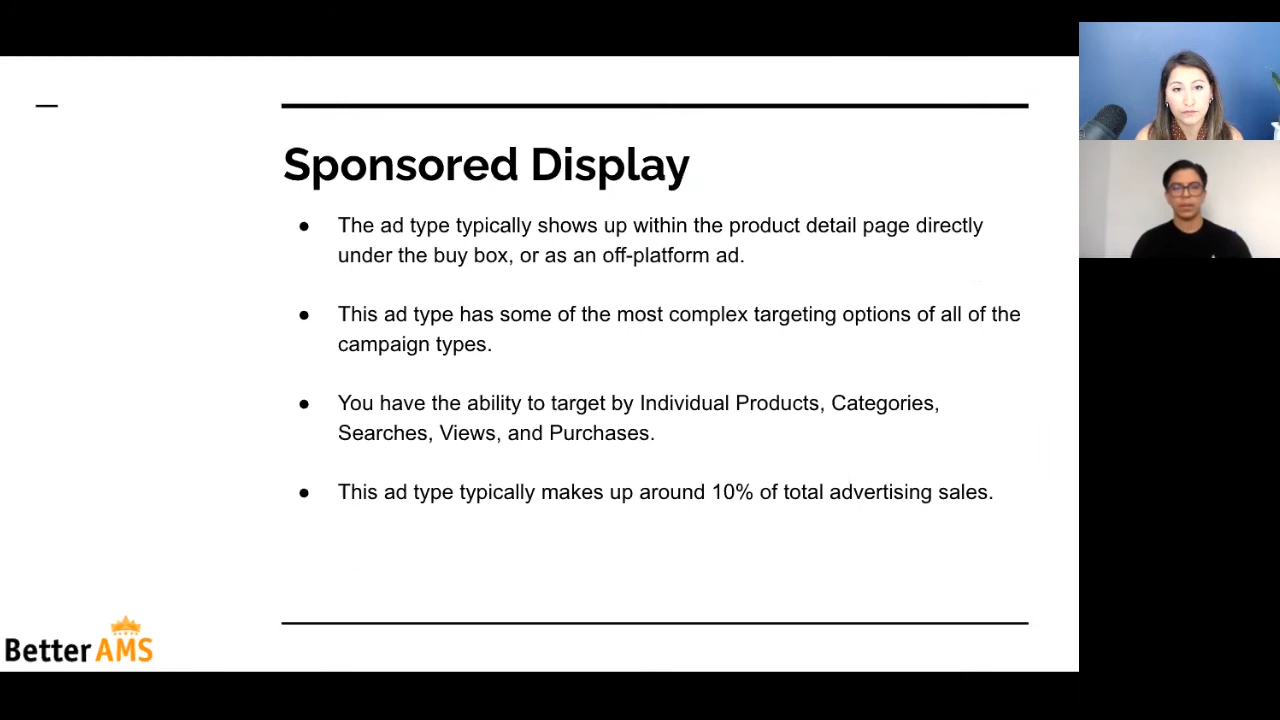 Sponsored Display
● The ad type typically shows up within the product detail page directly
under the buy box, or as an off-platform ad.
● This ad type has some of the most complex targeting options of all of the
campaign types.
● You have the ability to target by Individual Products, Categories,
Searches, Views, and Purchases.
● This ad type typically makes up around 10% of total advertising sales.
BetterAMS